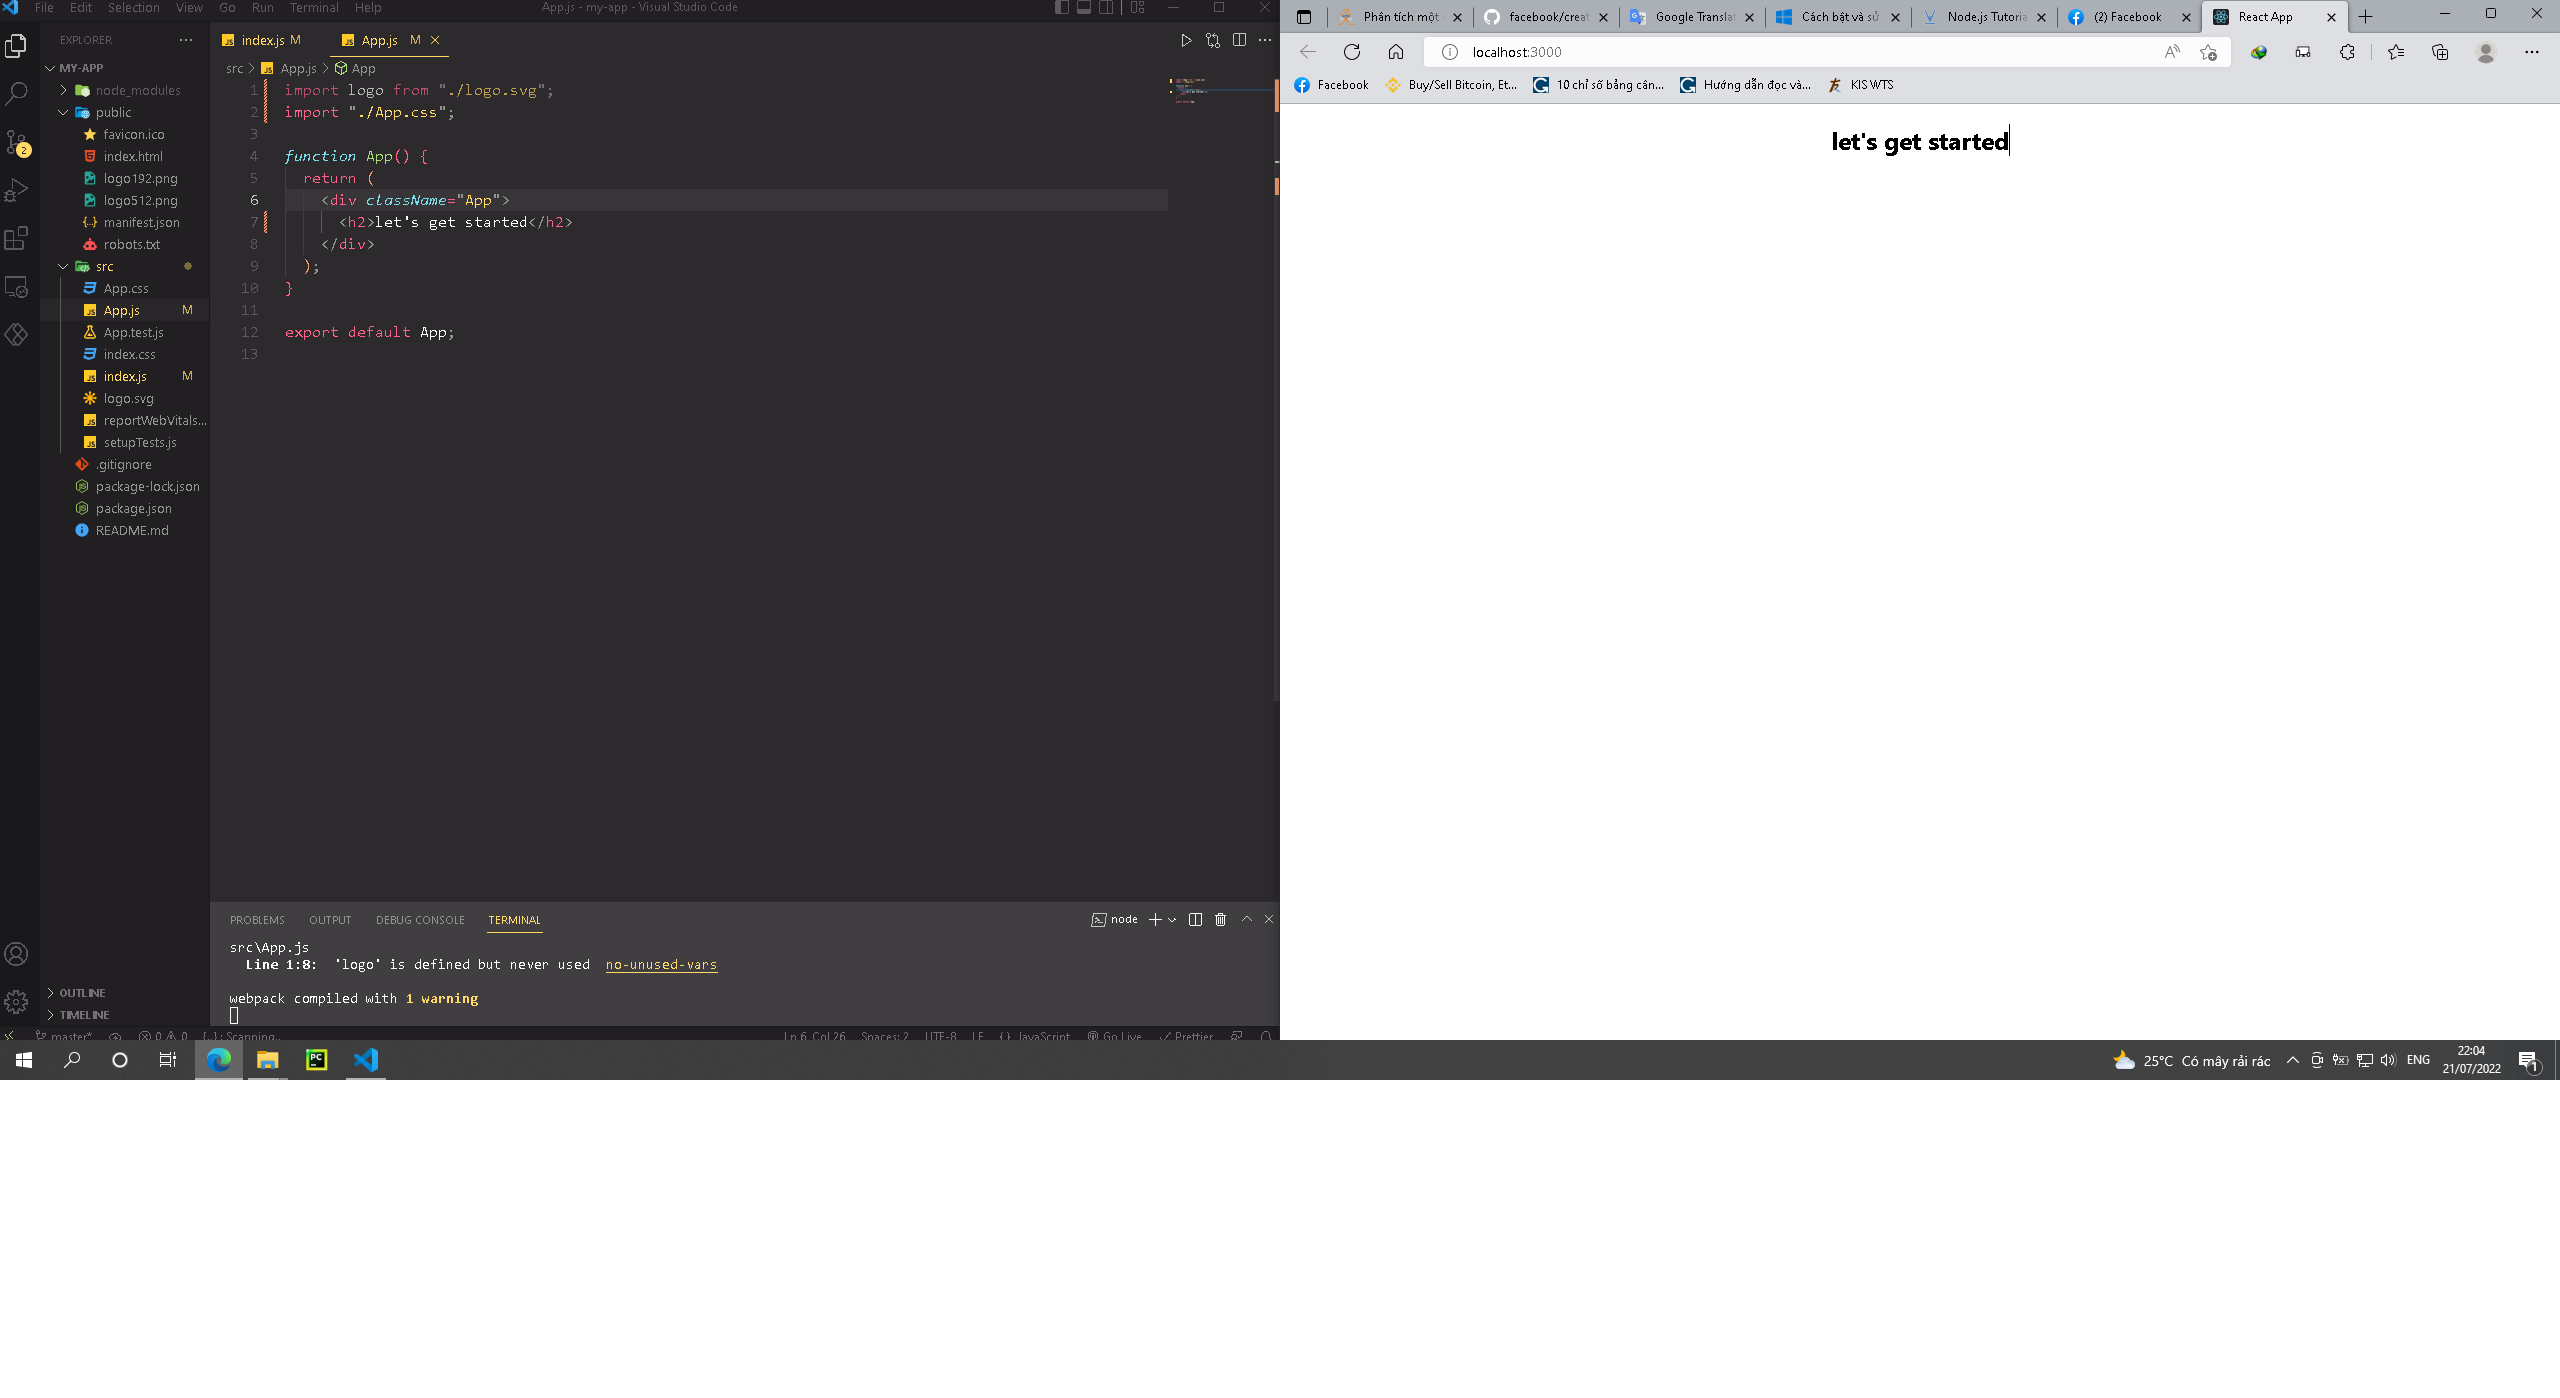 File Edit Selection View Go Run Terminal Help
App.js - my-app - Visual Studio Code
EXPLORER
MY-APP
node_modules
public
favicon.ico
index.html
logo192.png
logo512.png
manifest.json
robots.txt
src
App.css
App.js M
App.test.js
index.css
index.js M
logo.svg
reportWebVitals...
setupTests.js
.gitignore
package-lock.json
package.json
README.md
OUTLINE
TIMELINE
2
index.js M
App.js M
src > App.js > App
1 import logo from "./logo.svg";
2 import "./App.css";
3
4 function App() {
5 return (
6 <div className="App">
7 <h2>let's get started</h2>
8 </div>
9 );
10 }
11
12 export default App;
13
PROBLEMS OUTPUT DEBUG CONSOLE TERMINAL
node
src\App.js
Line 1:8: 'logo' is defined but never used no-unused-vars
webpack compiled with 1 warning
master* 0 0 {..}: Scanning..
Ln 6, Col 26 Spaces: 2 UTF-8 LF {} JavaScript Go Live Prettier
Phân tích một
facebook/creat
Google Translat
Cách bật và sử
Node.js Tutoria
(2) Facebook
React App
localhost:3000
Facebook
Buy/Sell Bitcoin, Et...
10 chỉ số bảng cân...
Hướng dẫn đọc và...
KIS WTS
let's get started
PC
25°C Có mây rải rác
ENG
22:04
21/07/2022
1